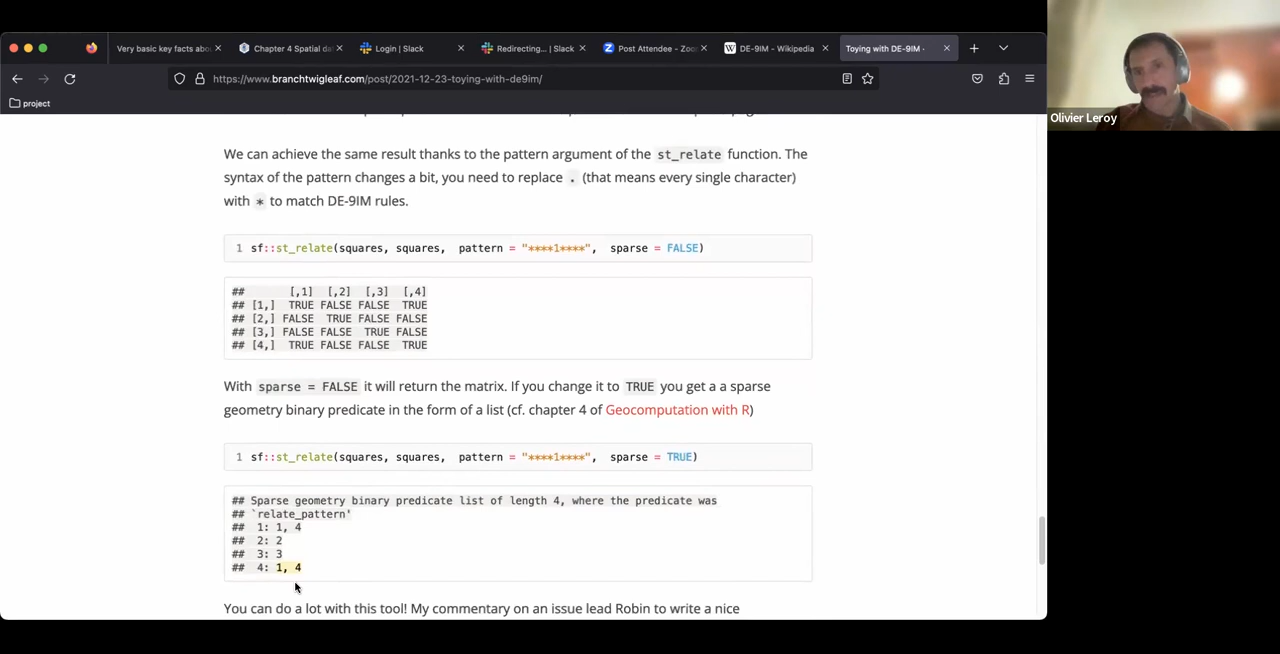 Very basic key facts abou
Chapter 4 Spatial da
Login | Slack
Redirecting... | Slack
Post Attendee - Zoo
DE-9IM - Wikipedia
Toying with DE-9IM ·
https://www.branchtwigleaf.com/post/2021-12-23-toying-with-de9im/
project
Olivier Leroy
We can achieve the same result thanks to the pattern argument of the st_relate function. The
syntax of the pattern changes a bit, you need to replace . (that means every single character)
with * to match DE-9IM rules.
1 sf::st_relate(squares, squares, pattern = "****1****", sparse = FALSE)
## [,1] [,2] [,3] [,4]
## [1,] TRUE FALSE FALSE TRUE
## [2,] FALSE TRUE FALSE FALSE
## [3,] FALSE FALSE TRUE FALSE
## [4,] TRUE FALSE FALSE TRUE
With sparse = FALSE it will return the matrix. If you change it to TRUE you get a a sparse
geometry binary predicate in the form of a list (cf. chapter 4 of Geocomputation with R)
1 sf::st_relate(squares, squares, pattern = "****1****", sparse = TRUE)
## Sparse geometry binary predicate list of length 4, where the predicate was
## `relate_pattern'
## 1: 1, 4
## 2: 2
## 3: 3
## 4: 1, 4
You can do a lot with this tool! My commentary on an issue lead Robin to write a nice